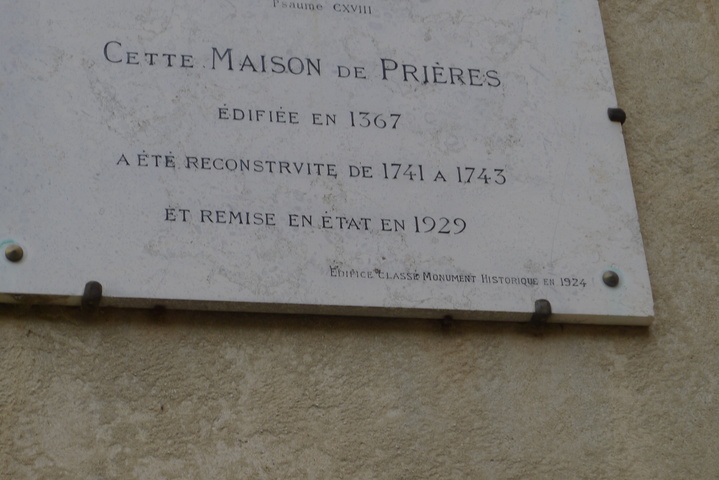 Psaume CXVIII
CETTE MAISON DE PRIÈRES
ÉDIFIÉE EN 1367
A ÉTÉ RECONSTRVITE DE 1741 A 1743
ET REMISE EN ÉTAT EN 1929
ÉDIFICE CLASSÉ MONUMENT HISTORIQUE EN 1924